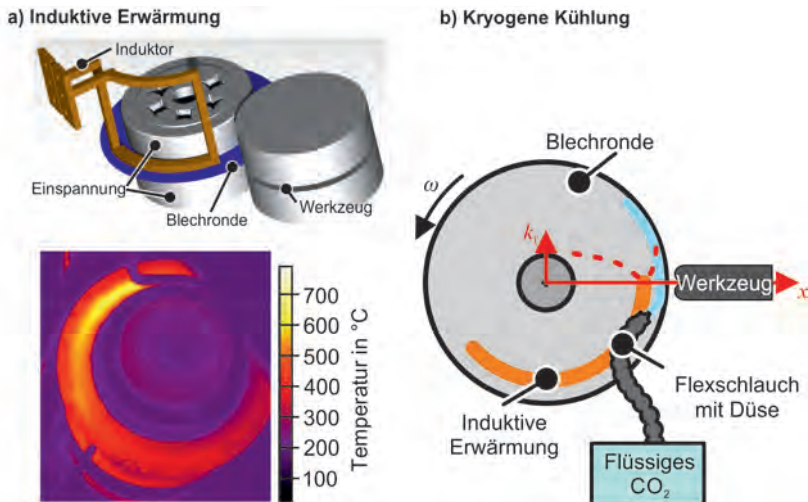 a) Induktive Erwärmung
Induktor
Einspannung
Blechronde
Werkzeug
700
600
500
400
300
200
100
Temperatur in °C
b) Kryogene Kühlung
Blechronde
ω
Werkzeug
x
Induktive
Erwärmung
Flexschlauch
mit Düse
Flüssiges
CO₂